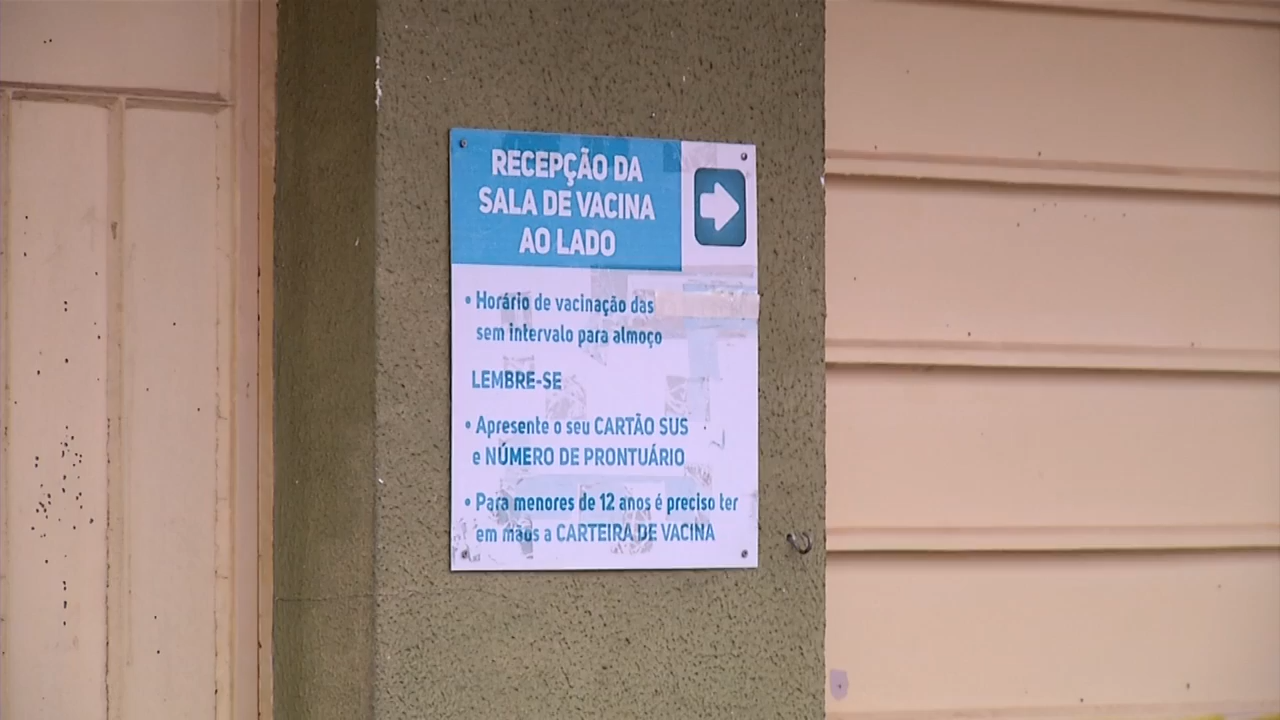 RECEPÇÃO DA
SALA DE VACINA
AO LADO
• Horário de vacinação das
sem intervalo para almoço
LEMBRE-SE
• Apresente o seu CARTÃO SUS
e NÚMERO DE PRONTUÁRIO
• Para menores de 12 anos é preciso ter
em mãos a CARTEIRA DE VACINA